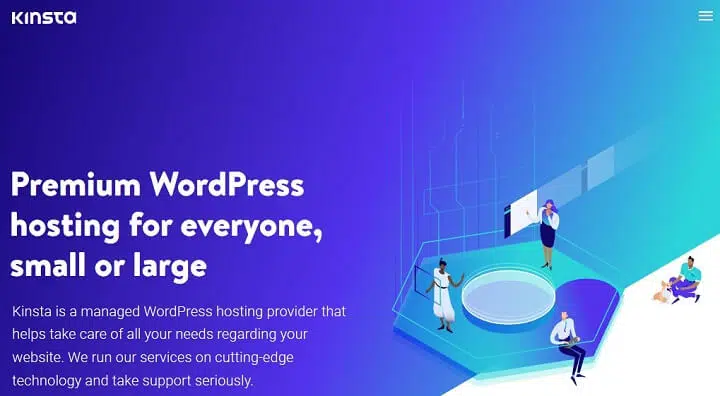 KINSTA
Premium WordPress
hosting for everyone,
small or large
Kinsta is a managed WordPress hosting provider that
helps take care of all your needs regarding your
website. We run our services on cutting-edge
technology and take support seriously.